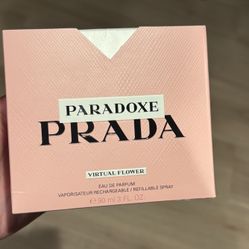 PARADOXE
PRADA
VIRTUAL FLOWER
EAU DE PARFUM
VAPORISATEUR RECHARGEABLE / REFILLABLE SPRAY
℮ 90 ml 3 FL. OZ.